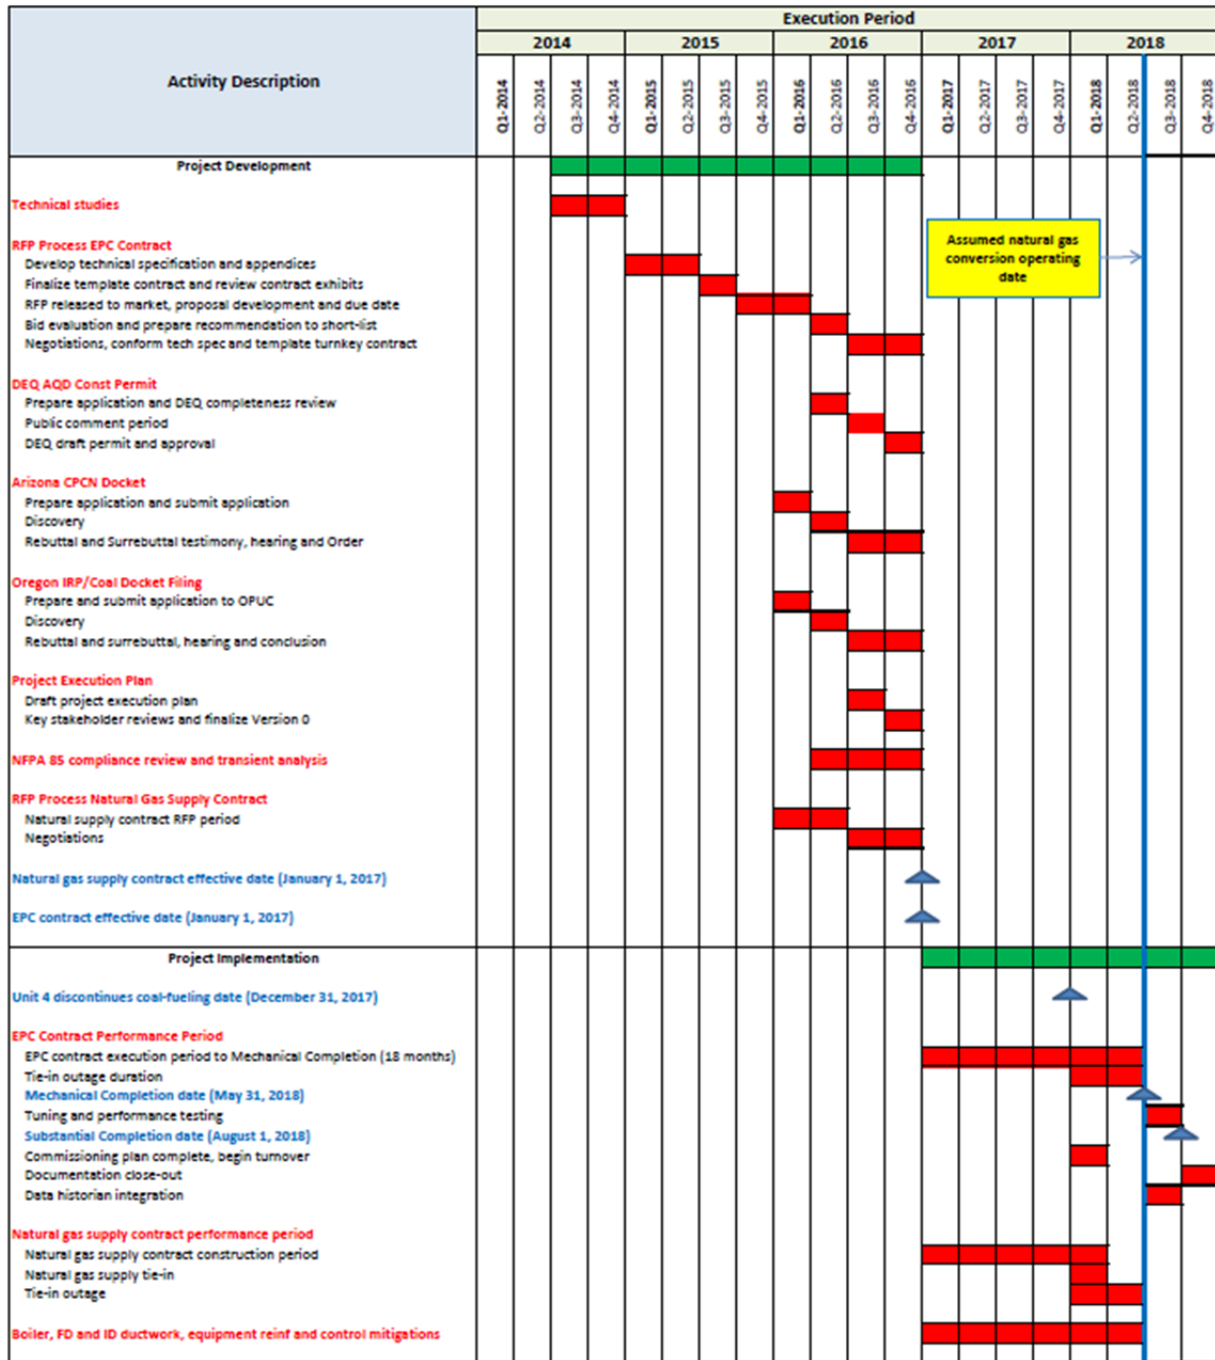 Execution Period
Activity Description
2014
2015
2016
2017
2018
Q1-2014
Q2-2014
Q3-2014
Q4-2014
Q1-2015
Q2-2015
Q3-2015
Q4-2015
Q1-2016
Q2-2016
Q3-2016
Q4-2016
Q1-2017
Q2-2017
Q3-2017
Q4-2017
Q1-2018
Q2-2018
Q3-2018
Q4-2018
Project Development
Technical studies
Assumed natural gas
conversion operating
date
RFP Process EPC Contract
Develop technical specification and appendices
Finalize template contract and review contract exhibits
RFP released to market, proposal development and due date
Bid evaluation and prepare recommendation to short-list
Negotiations, conform tech spec and template turnkey contract
DEQ AQD Const Permit
Prepare application and DEQ completeness review
Public comment period
DEQ draft permit and approval
Arizona CPCN Docket
Prepare application and submit application
Discovery
Rebuttal and Surrebuttal testimony, hearing and Order
Oregon IRP/Coal Docket Filing
Prepare and submit application to OPUC
Discovery
Rebuttal and surrebuttal, hearing and conclusion
Project Execution Plan
Draft project execution plan
Key stakeholder reviews and finalize Version 0
NFPA 85 compliance review and transient analysis
RFP Process Natural Gas Supply Contract
Natural supply contract RFP period
Negotiations
Natural gas supply contract effective date (January 1, 2017)
EPC contract effective date (January 1, 2017)
Project Implementation
Unit 4 discontinues coal-fueling date (December 31, 2017)
EPC Contract Performance Period
EPC contract execution period to Mechanical Completion (18 months)
Tie-in outage duration
Mechanical Completion date (May 31, 2018)
Tuning and performance testing
Substantial Completion date (August 1, 2018)
Commissioning plan complete, begin turnover
Documentation close-out
Data historian integration
Natural gas supply contract performance period
Natural gas supply contract construction period
Natural gas supply tie-in
Tie-in outage
Boiler, FD and ID ductwork, equipment reinf and control mitigations